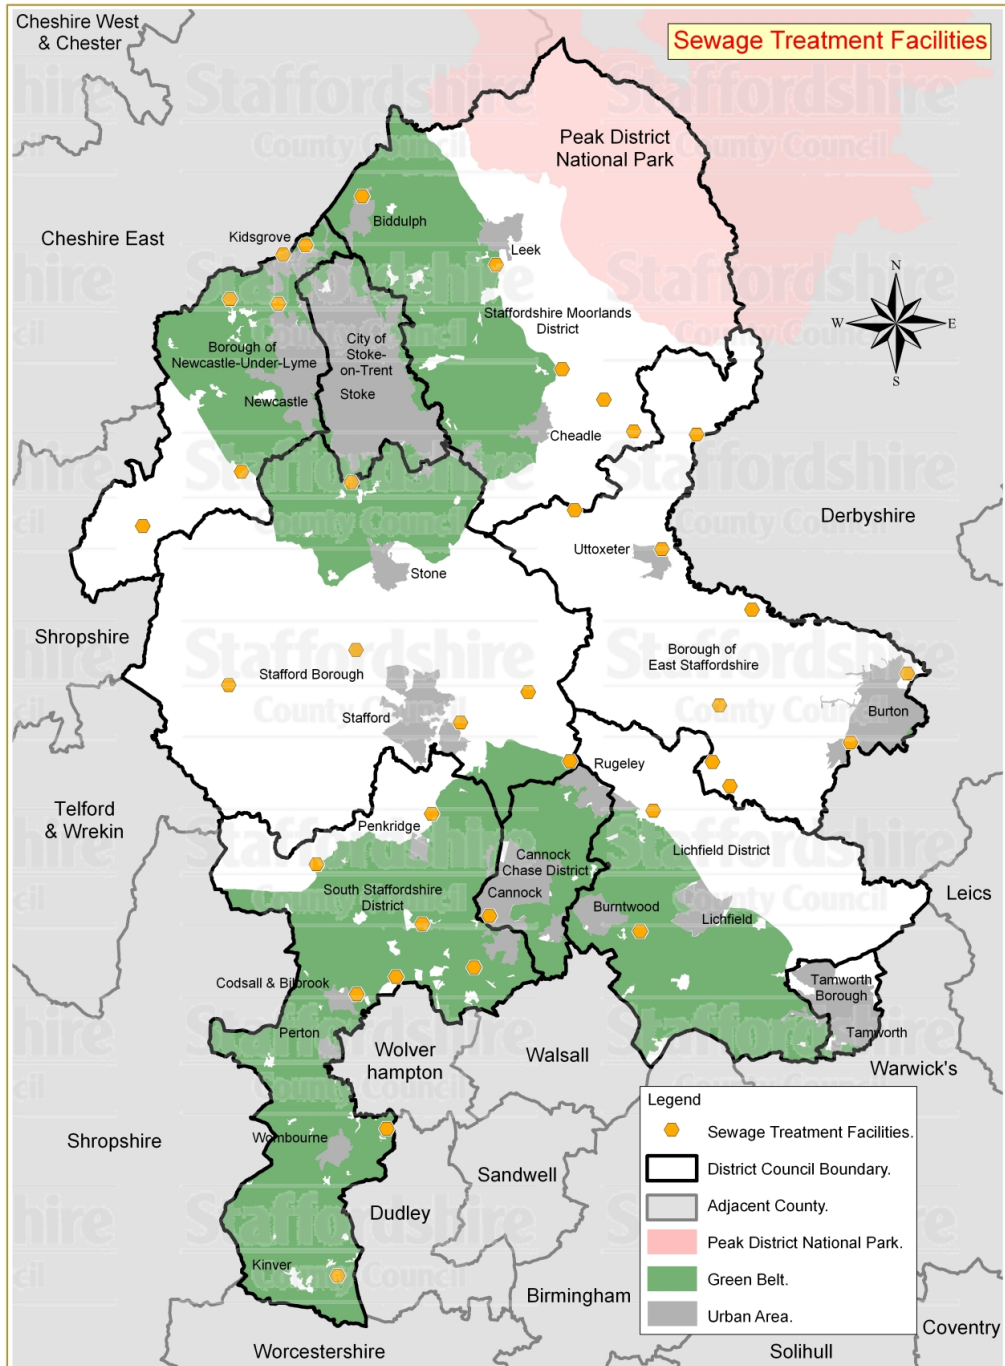 Cheshire West
& Chester
Sewage Treatment Facilities
Staffordshire
County Council
Peak District
National Park
Biddulph
Kidsgrove
Cheshire East
Leek
N
W
E
S
Staffordshire Moorlands
District
Borough of
Newcastle-Under-Lyme
City of
Stoke-
on-Trent
Newcastle
Stoke
Cheadle
Derbyshire
Uttoxeter
Stone
Shropshire
Borough of
East Staffordshire
Stafford Borough
Stafford
Burton
Rugeley
Telford
& Wrekin
Penkridge
Lichfield District
Cannock
Chase District
South Staffordshire
District
Cannock
Burntwood
Lichfield
Leics
Codsall & Bilbrook
Tamworth
Borough
Perton
Tamworth
Wolver
hampton
Walsall
Warwick's
Legend
Sewage Treatment Facilities.
District Council Boundary.
Adjacent County.
Peak District National Park.
Green Belt.
Urban Area.
Shropshire
Wombourne
Sandwell
Dudley
Kinver
Birmingham
Coventry
Worcestershire
Solihull